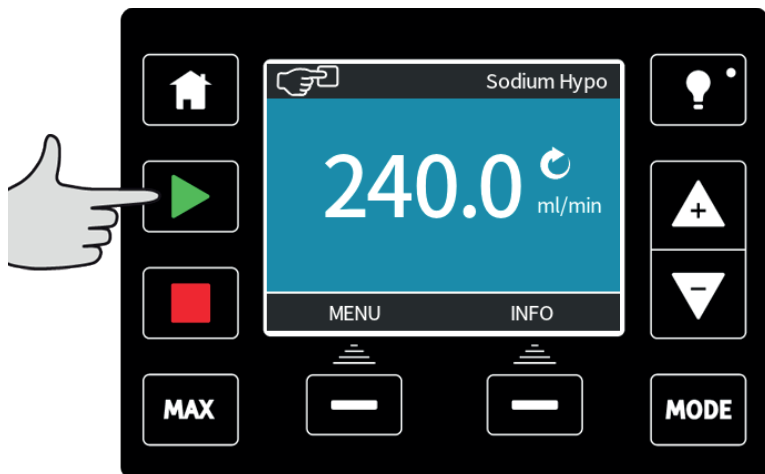 Sodium Hypo
240.0
ml/min
+
-
MENU INFO
MAX
MODE